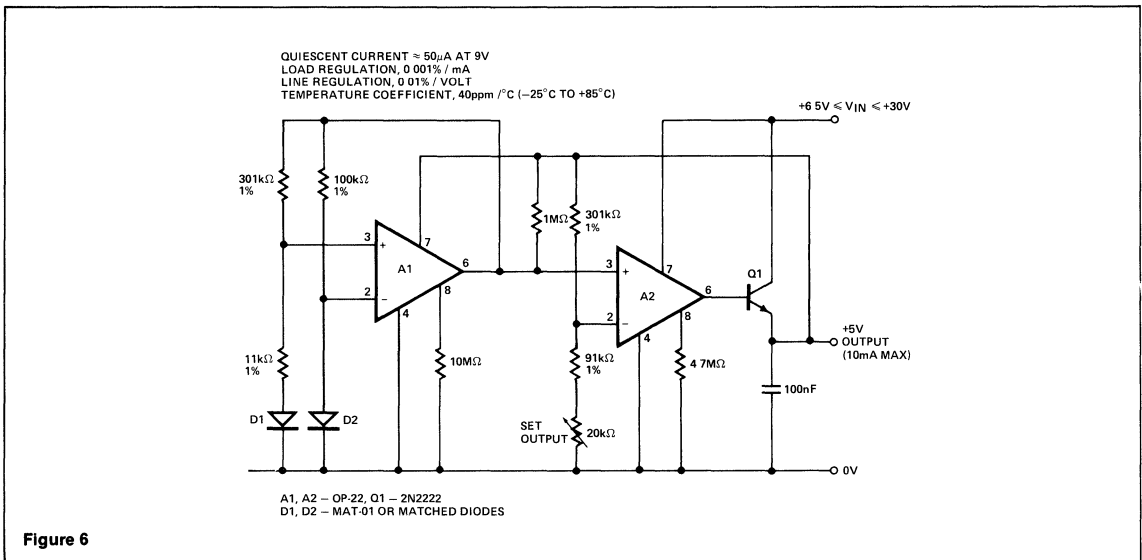 QUIESCENT CURRENT ≈ 50μA AT 9V
LOAD REGULATION, 0 001% / mA
LINE REGULATION, 0 01% / VOLT
TEMPERATURE COEFFICIENT, 40ppm /°C (–25°C TO +85°C)
+6 5V ≤ VIN ≤ +30V
301kΩ
1%
100kΩ
1%
1MΩ
301kΩ
1%
3
+
7
A1
6
2
–
8
4
3
+
7
A2
6
2
–
8
4
Q1
+5V
OUTPUT
(10mA MAX)
11kΩ
1%
10MΩ
91kΩ
1%
4 7MΩ
100nF
D1
D2
SET
OUTPUT
20kΩ
0V
A1, A2 – OP-22, Q1 – 2N2222
D1, D2 – MAT-01 OR MATCHED DIODES
Figure 6